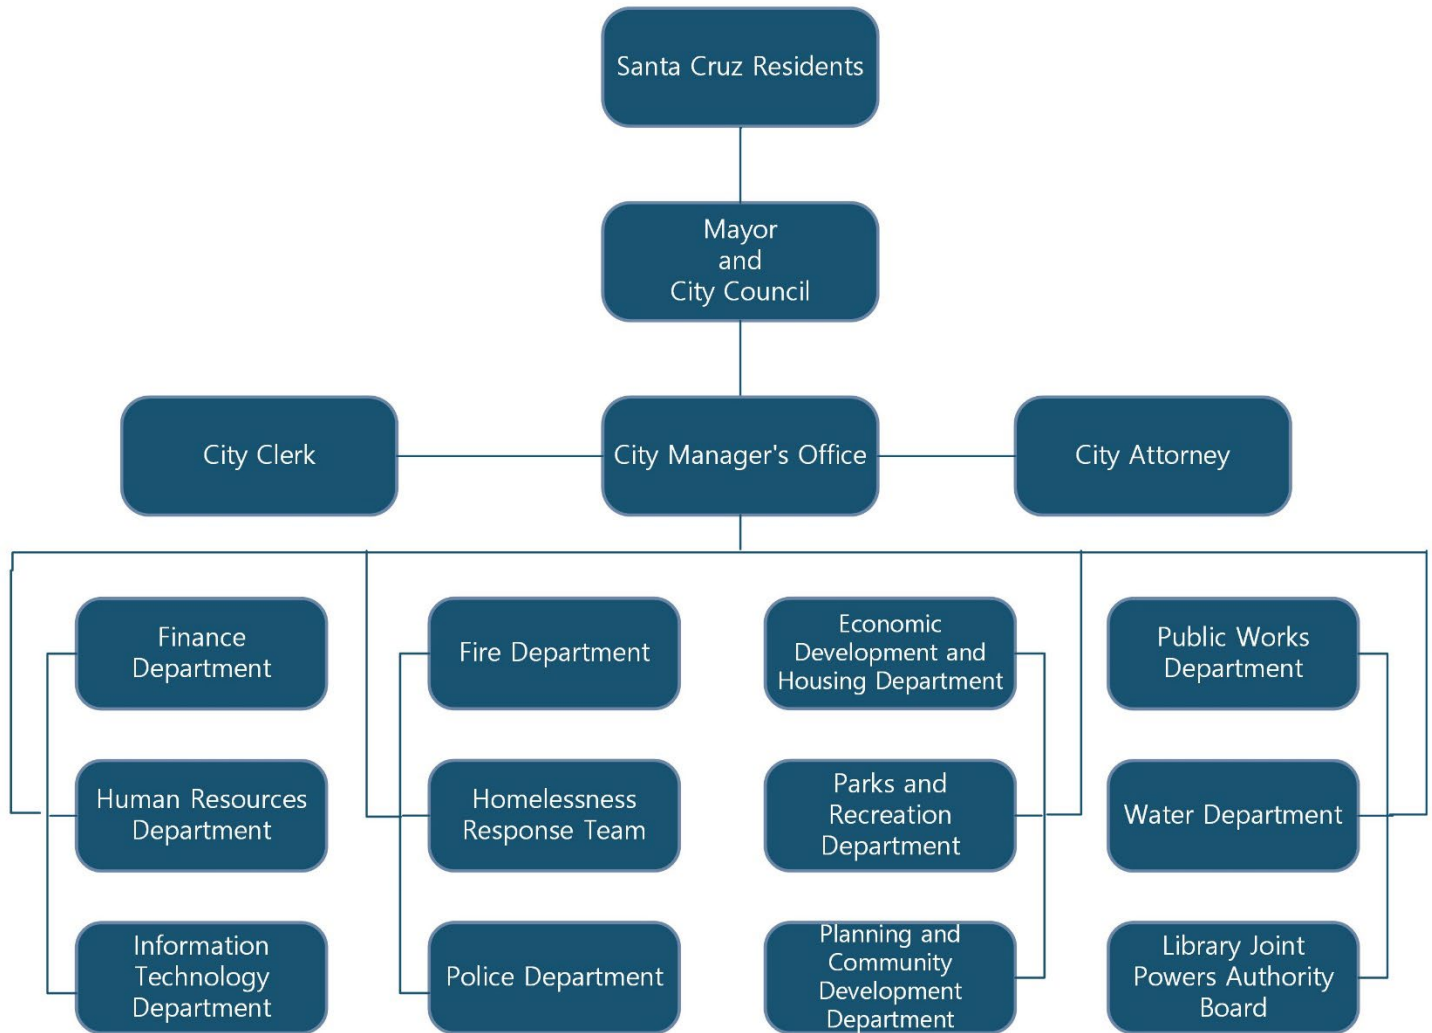 Santa Cruz Residents
Mayor
and
City Council
City Clerk
City Manager's Office
City Attorney
Finance
Department
Fire Department
Economic
Development and
Housing Department
Public Works
Department
Human Resources
Department
Homelessness
Response Team
Parks and
Recreation
Department
Water Department
Information
Technology
Department
Police Department
Planning and
Community
Development
Department
Library Joint
Powers Authority
Board